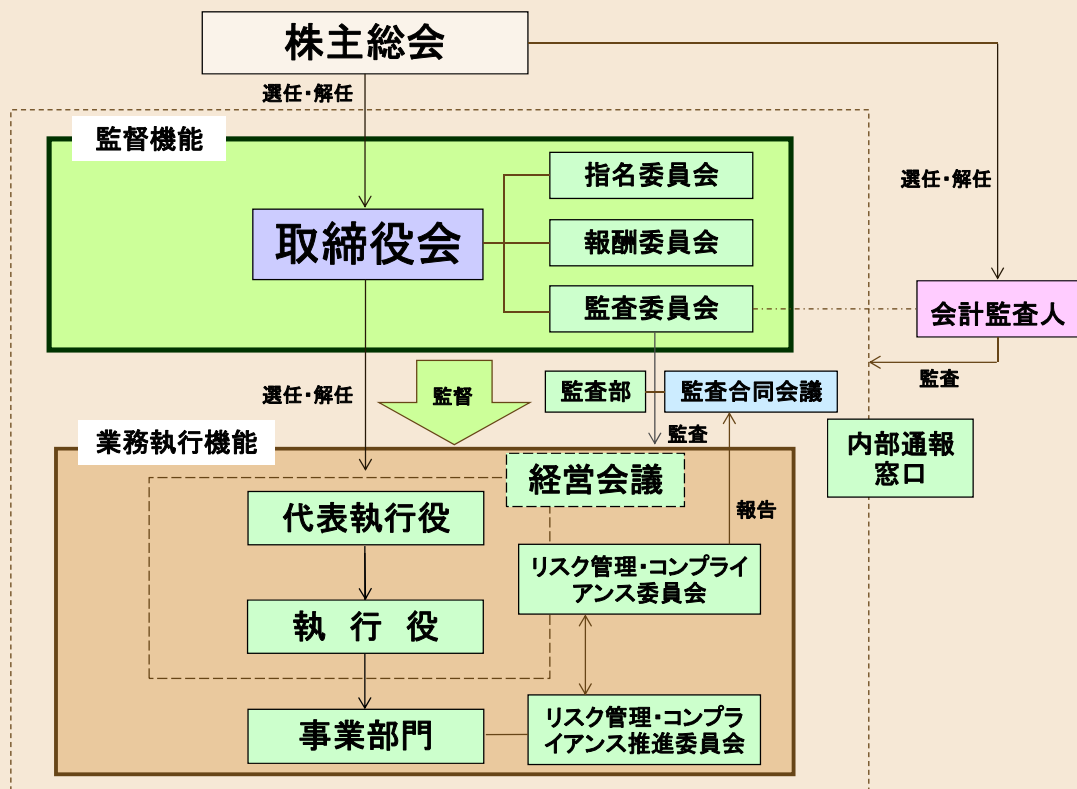 株主総会
選任・解任
監督機能
指名委員会
選任・解任
取締役会
報酬委員会
監査委員会
会計監査人
監査
選任・解任
監督
監査部
監査合同会議
監査
業務執行機能
内部通報
窓口
経営会議
代表執行役
報告
リスク管理・コンプライ
アンス委員会
執 行 役
事業部門
リスク管理・コンプラ
イアンス推進委員会